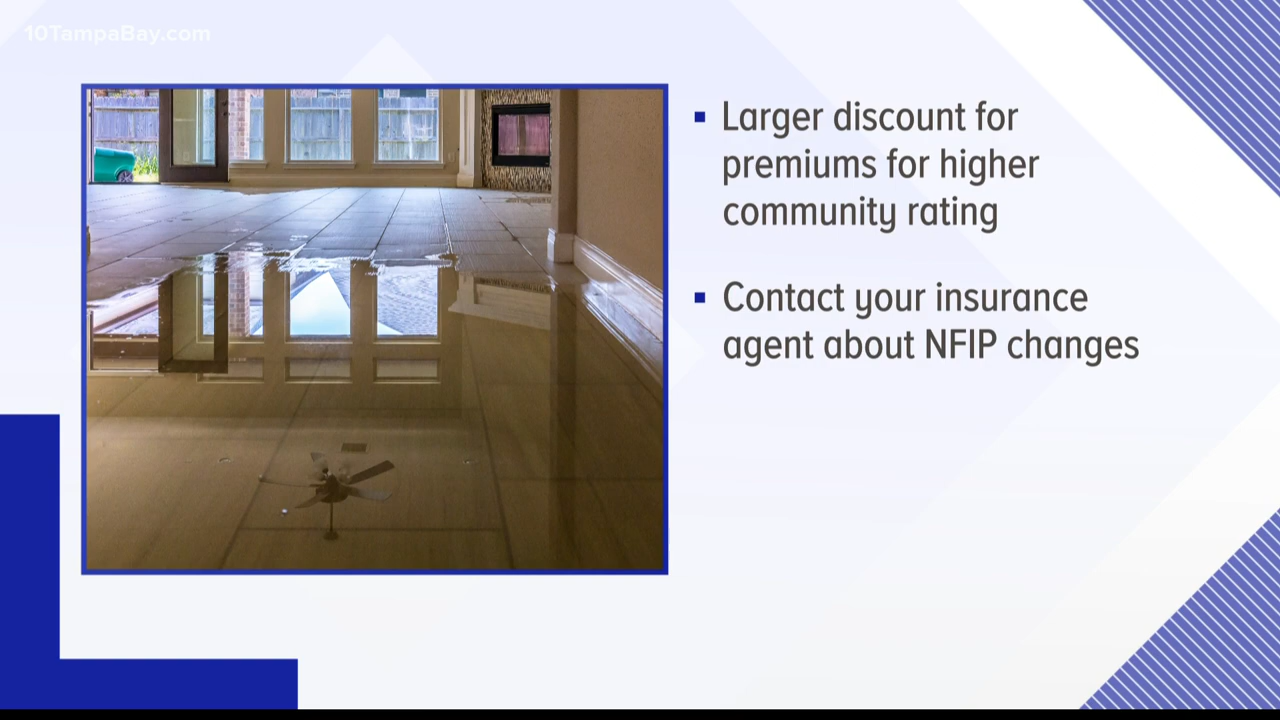 10TampaBay.com
▪ Larger discount for
premiums for higher
community rating
▪ Contact your insurance
agent about NFIP changes